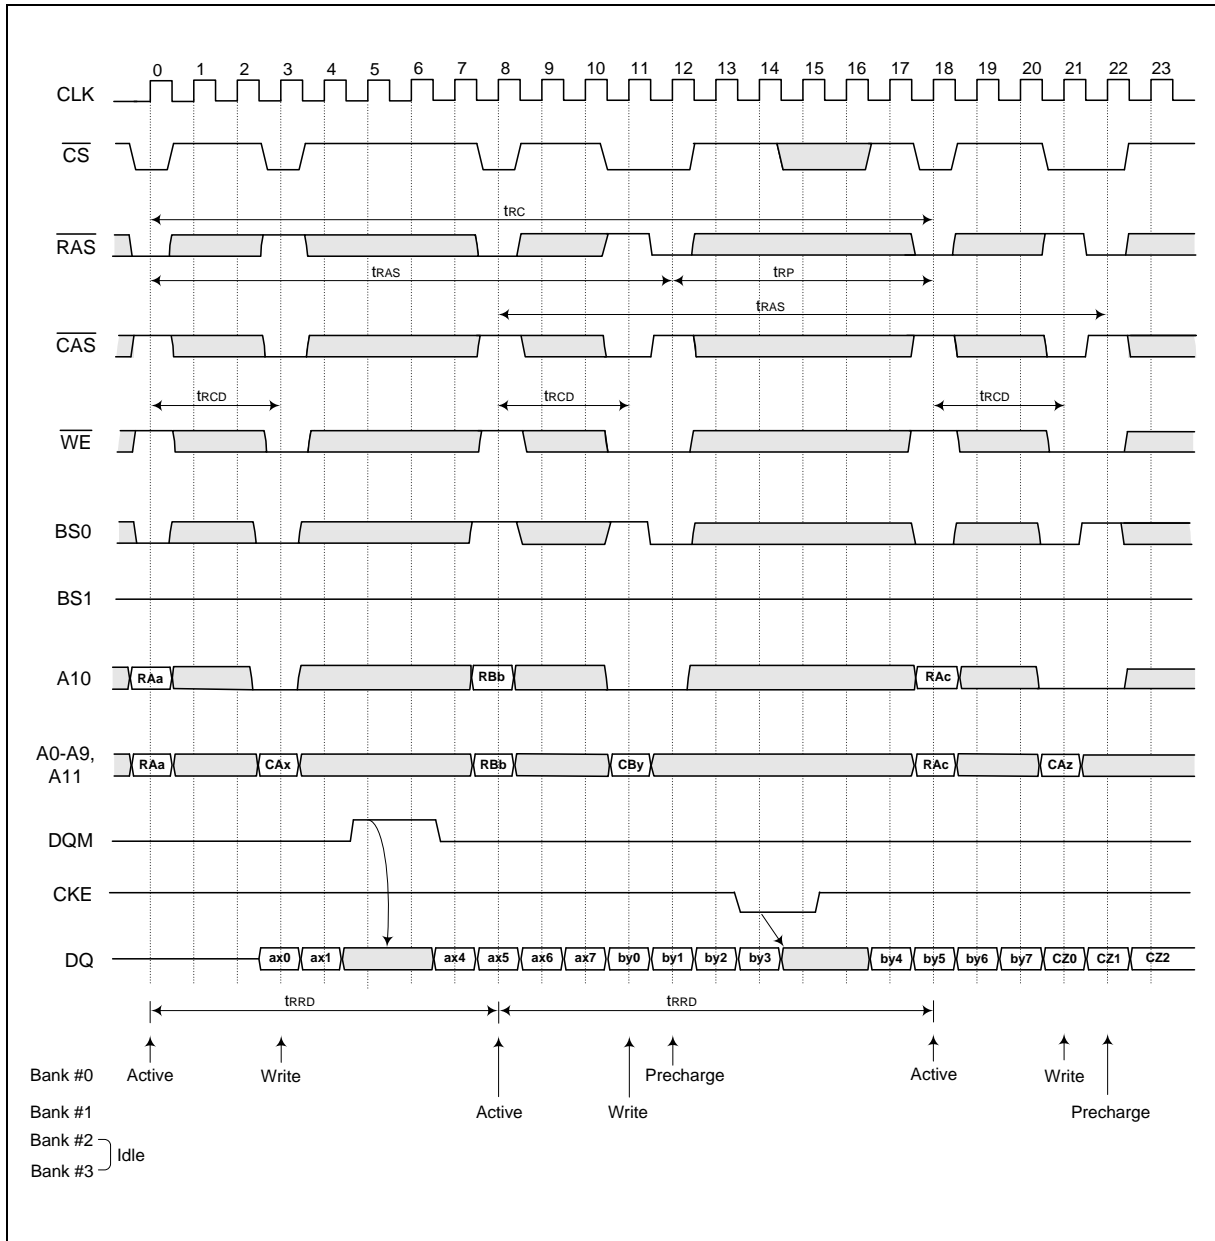 0 1 2 3 4 5 6 7 8 9 10 11 12 13 14 15 16 17 18 19 20 21 22 23
CLK
CS
tRC
RAS
tRAS tRP
tRAS
CAS
tRCD tRCD tRCD
WE
BS0
BS1
A10 RAa RBb RAc
A0-A9,
A11
RAa CAx RBb CBy RAc CAz
DQM
CKE
DQ ax0 ax1 ax4 ax5 ax6 ax7 by0 by1 by2 by3 by4 by5 by6 by7 CZ0 CZ1 CZ2
tRRD tRRD
Bank #0 Active Write Precharge Active Write
Bank #1 Active Write Precharge
Bank #2
Idle
Bank #3